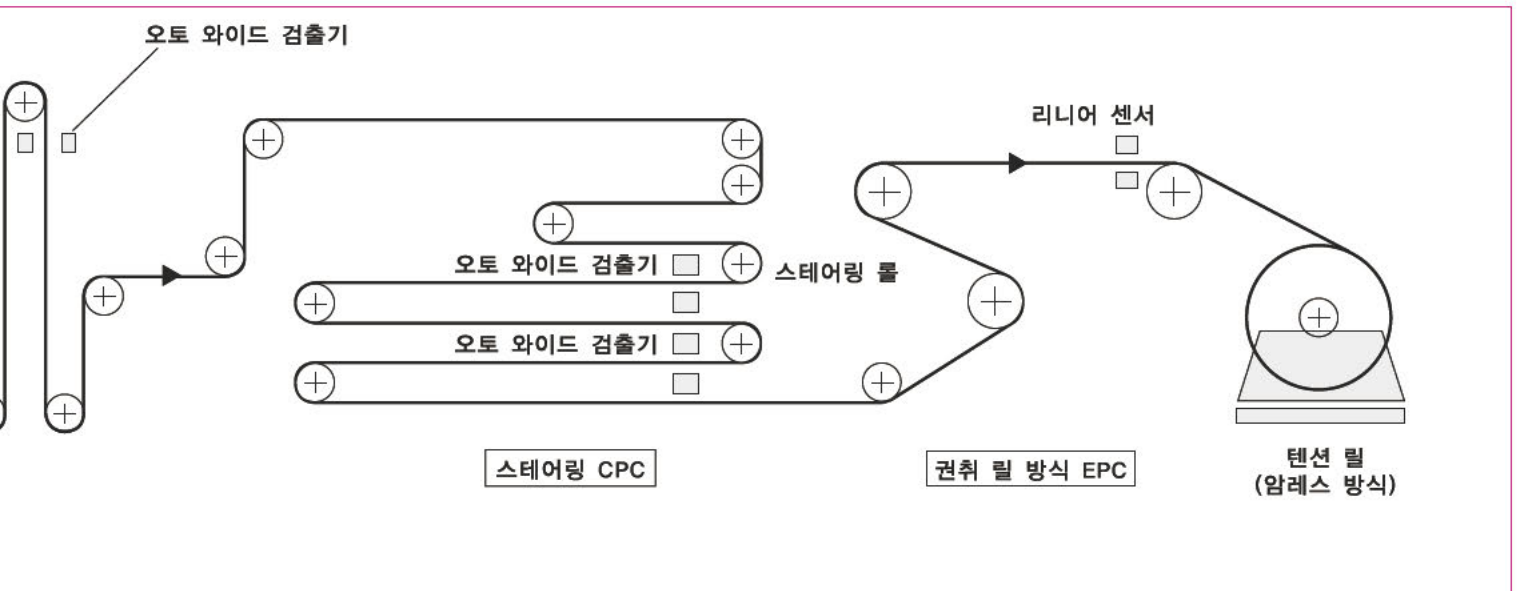 오토 와이드 검출기
리니어 센서
오토 와이드 검출기
스테어링 롤
오토 와이드 검출기
스테어링 CPC
권취 릴 방식 EPC
텐션 릴
(암레스 방식)